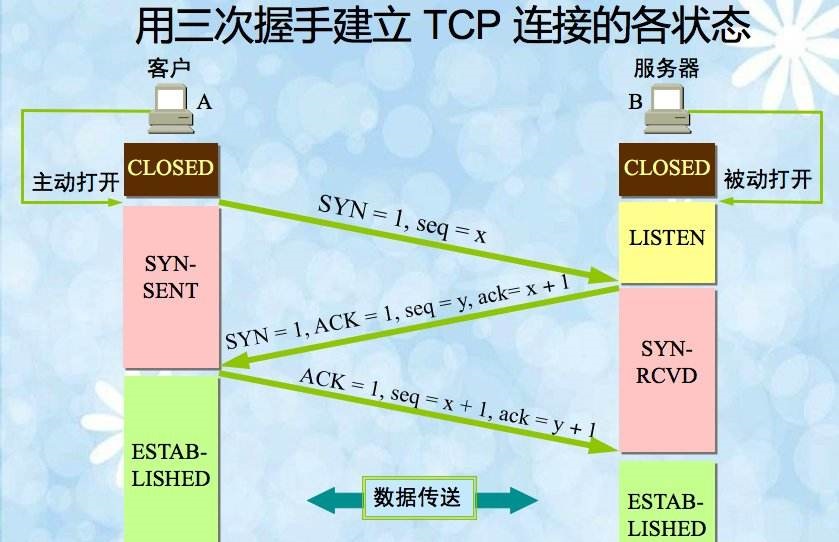 用三次握手建立 TCP 连接的各状态
客户
服务器
A
B
CLOSED
CLOSED
主动打开
被动打开
SYN = 1, seq = x
LISTEN
SYN-
SENT
SYN = 1, ACK = 1, seq = y, ack= x + 1
SYN-
RCVD
ACK = 1, seq = x + 1, ack = y + 1
ESTAB-
LISHED
数据传送
ESTAB-
LISHED